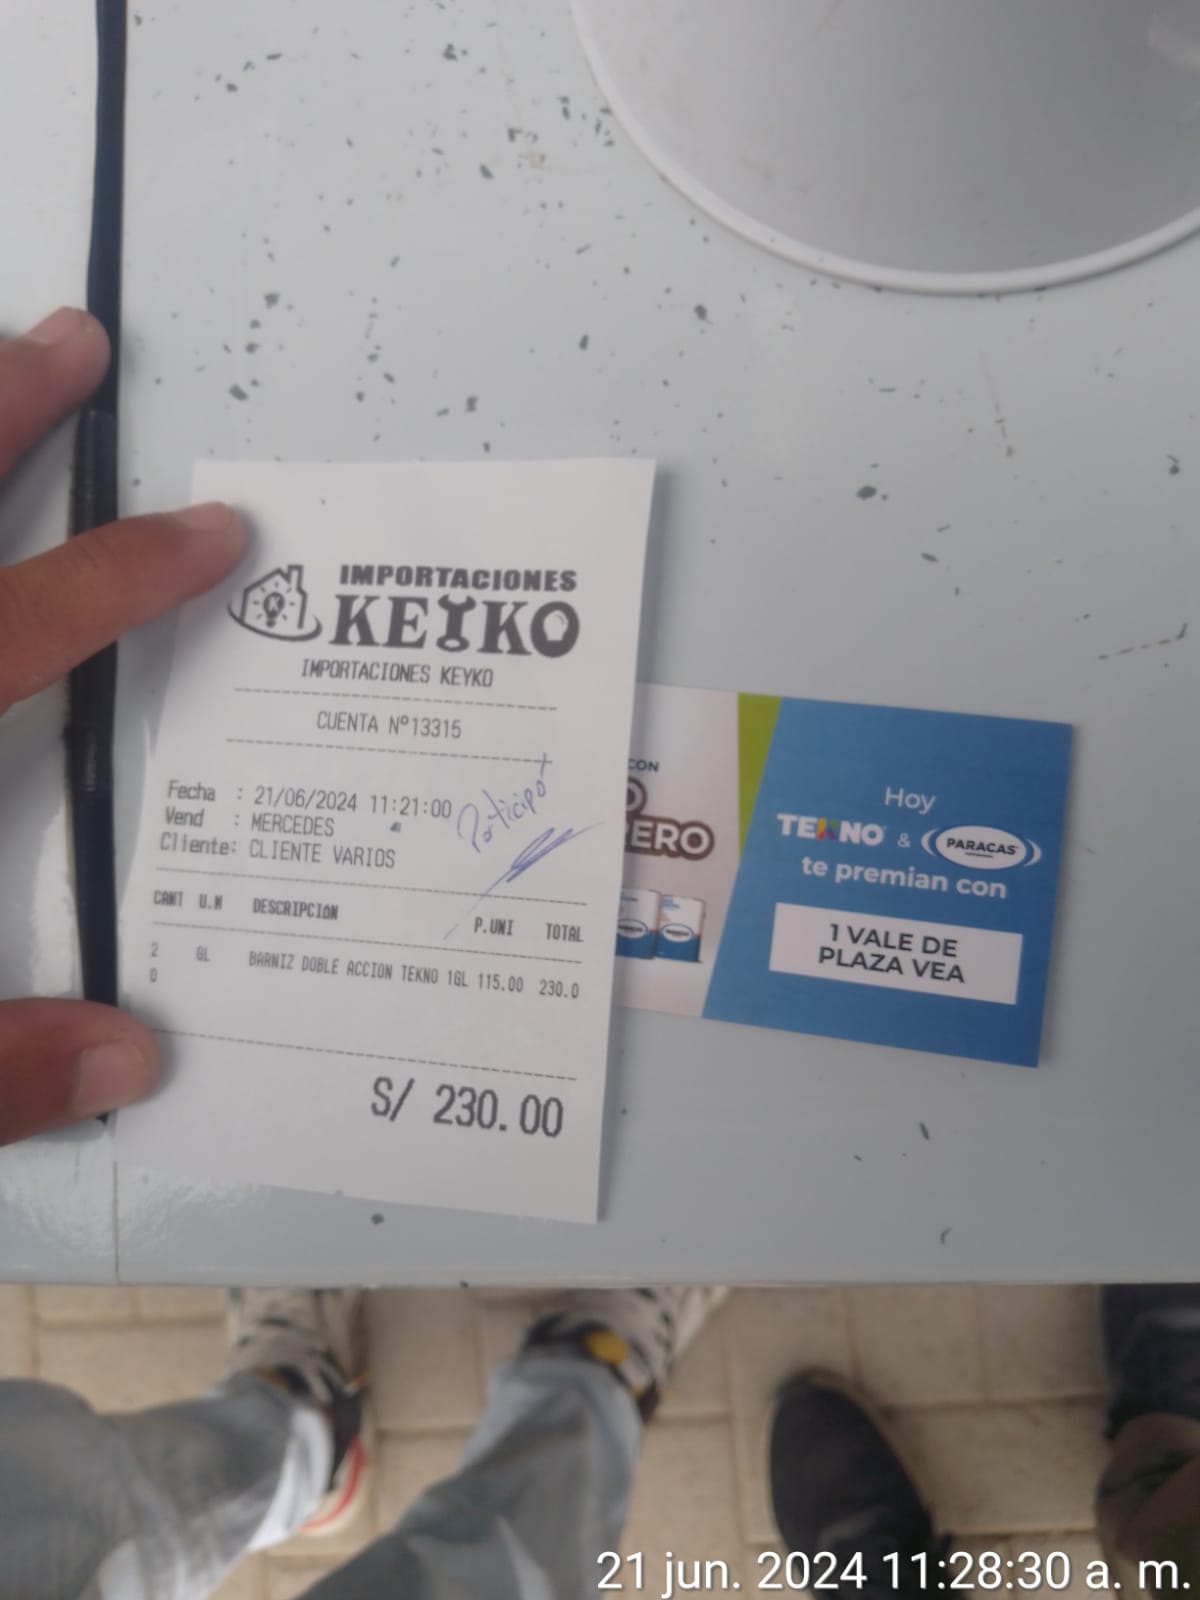 IMPORTACIONES
KEYKO
IMPORTACIONES KEYKO
CUENTA Nº13315
Fecha : 21/06/2024 11:21:00
Vend : MERCEDES
Cliente: CLIENTE VARIOS
Participó
CANT U.M DESCRIPCIÓN P.UNI TOTAL
2 GL BARNIZ DOBLE ACCION TEKNO 1GL 115.00 230.0
0
S/ 230.00
CON
ERO
Hoy
TEKNO & PARACAS
te premian con
1 VALE DE
PLAZA VEA
21 jun. 2024 11:28:30 a. m.